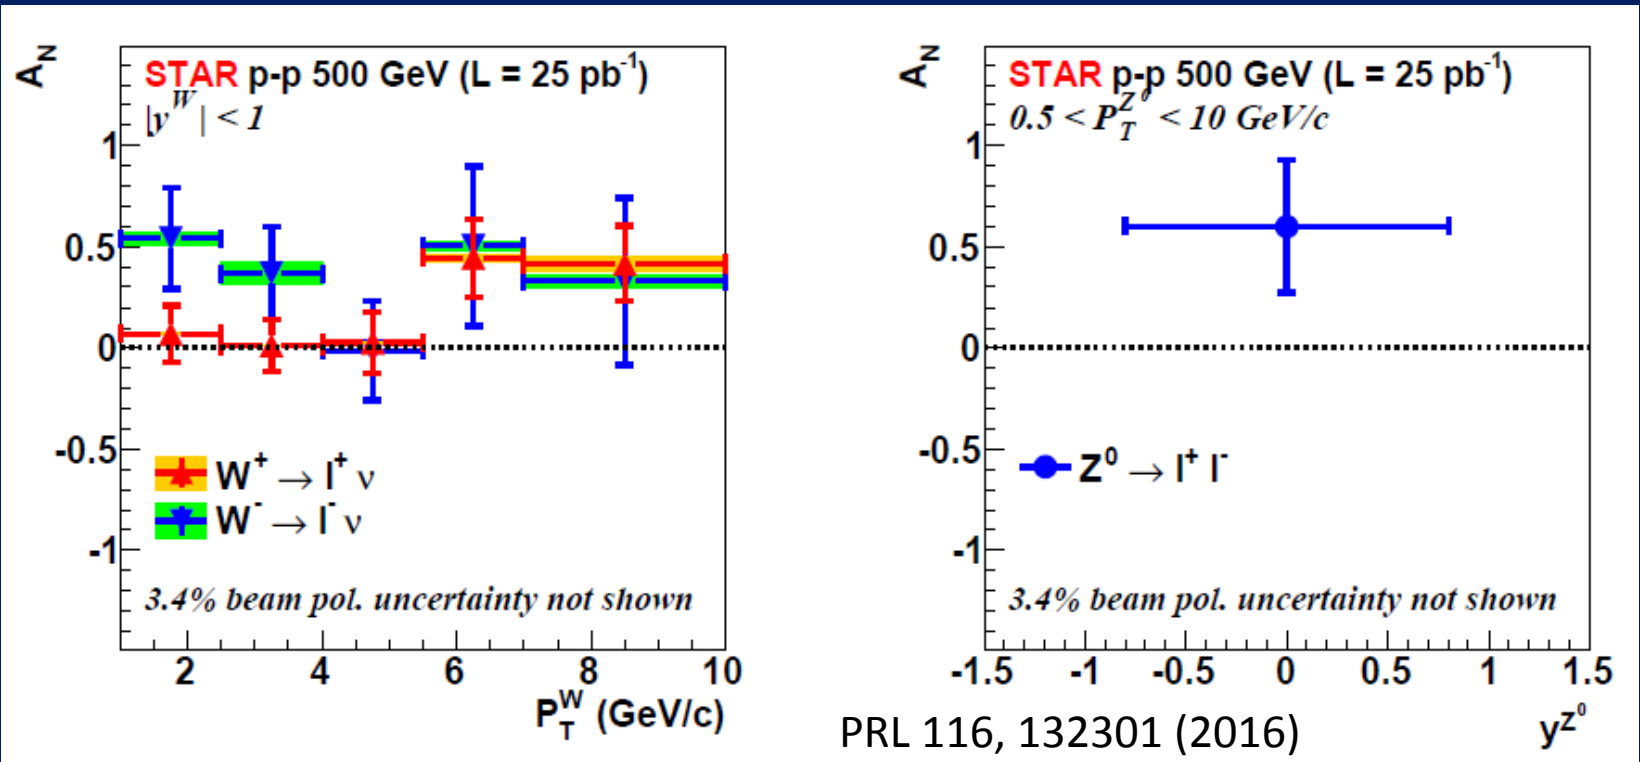 A_N
STAR p-p 500 GeV (L = 25 pb^-1)
|y^W| < 1
1
0.5
0
-0.5
-1
W^+ → l^+ ν
W^- → l^- ν
3.4% beam pol. uncertainty not shown
2 4 6 8 10
P_T^W (GeV/c)
A_N
STAR p-p 500 GeV (L = 25 pb^-1)
0.5 < P_T^Z^0 < 10 GeV/c
1
0.5
0
-0.5
-1
Z^0 → l^+ l^-
3.4% beam pol. uncertainty not shown
-1.5 -1 -0.5 0 0.5 1 1.5
y^Z^0
PRL 116, 132301 (2016)